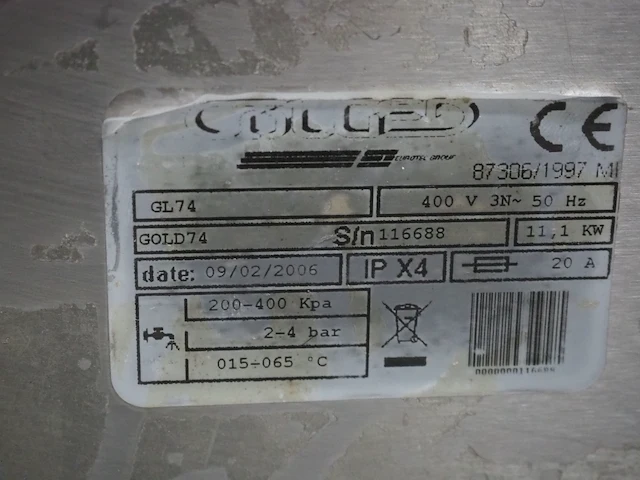 COLGED
EUROTEC GROUP
CE
87306/1997 MI
GL74
400 V 3N~ 50 Hz
GOLD74
S/n 116688
11,1 KW
date: 09/02/2006
IP X4
20 A
200-400 Kpa
2-4 bar
015÷065 °C
0000000116688